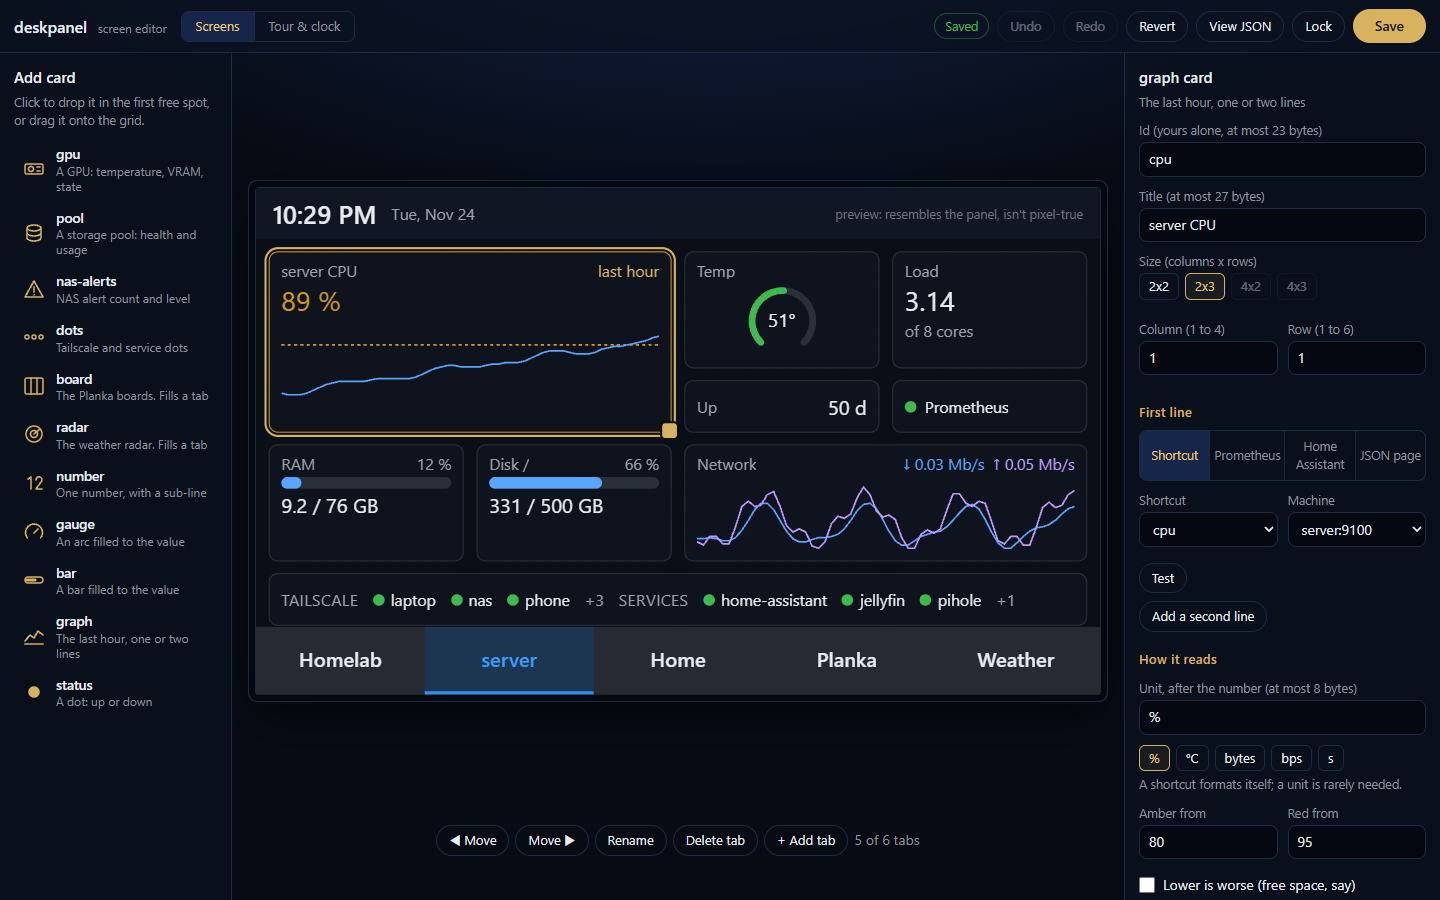 deskpanel screen editor Screens Tour & clock Saved Undo Redo Revert View JSON Lock Save
Add card
Click to drop it in the first free spot,
or drag it onto the grid.
gpu
A GPU: temperature, VRAM,
state
pool
A storage pool: health and
usage
nas-alerts
NAS alert count and level
dots
Tailscale and service dots
board
The Planka boards. Fills a tab
radar
The weather radar. Fills a tab
12 number
One number, with a sub-line
gauge
An arc filled to the value
bar
A bar filled to the value
graph
The last hour, one or two
lines
status
A dot: up or down
10:29 PM Tue, Nov 24 preview: resembles the panel, isn't pixel-true
server CPU last hour
89 %
Temp
51°
Load
3.14
of 8 cores
Up 50 d
Prometheus
RAM 12 %
9.2 / 76 GB
Disk / 66 %
331 / 500 GB
Network ↓ 0.03 Mb/s ↑ 0.05 Mb/s
TAILSCALE laptop nas phone +3 SERVICES home-assistant jellyfin pihole +1
Homelab server Home Planka Weather
◀ Move Move ▶ Rename Delete tab + Add tab 5 of 6 tabs
graph card
The last hour, one or two lines
Id (yours alone, at most 23 bytes)
cpu
Title (at most 27 bytes)
server CPU
Size (columns x rows)
2x2 2x3 4x2 4x3
Column (1 to 4) Row (1 to 6)
1 1
First line
Shortcut Prometheus Home Assistant JSON page
Shortcut Machine
cpu server:9100
Test
Add a second line
How it reads
Unit, after the number (at most 8 bytes)
%
% °C bytes bps s
A shortcut formats itself; a unit is rarely needed.
Amber from Red from
80 95
Lower is worse (free space, say)